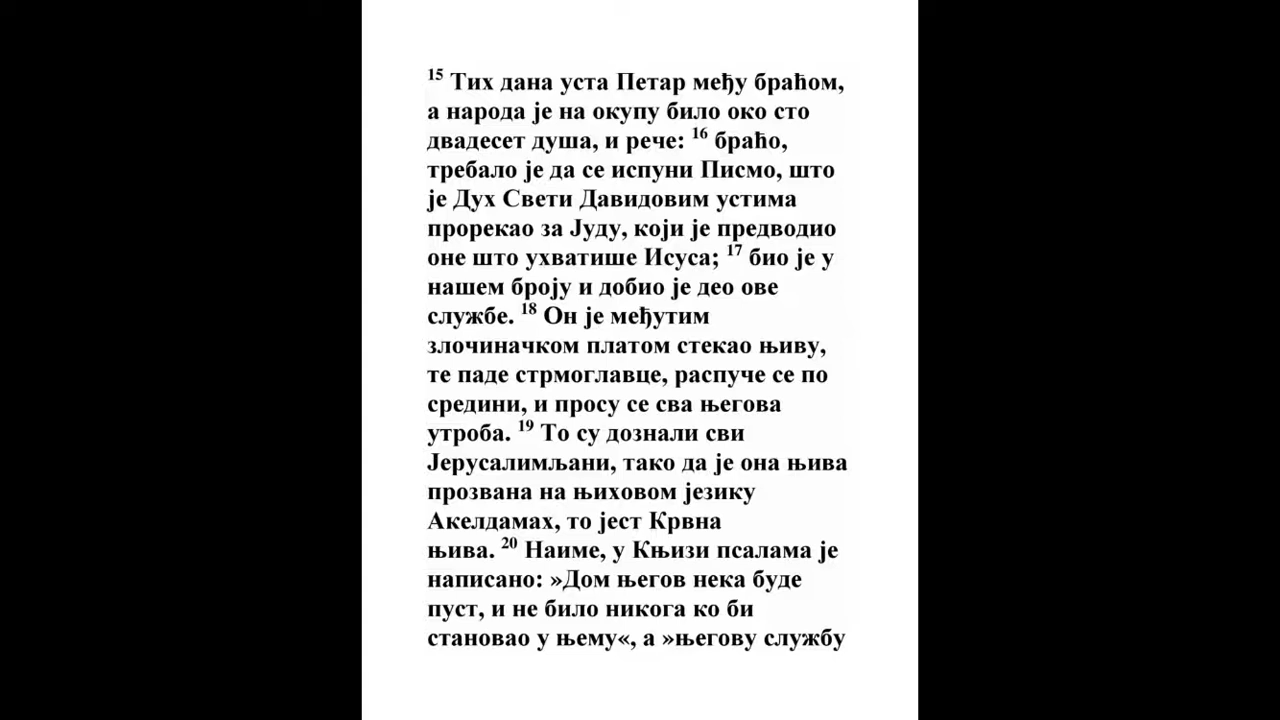 15 Тих дана уста Петар међу браћом,
а народа је на окупу било око сто
двадесет душа, и рече: 16 браћо,
требало је да се испуни Писмо, што
је Дух Свети Давидовим устима
прорекао за Јуду, који је предводио
оне што ухватише Исуса; 17 био је у
нашем броју и добио је део ове
службе. 18 Он је међутим
злочиначком платом стекао њиву,
те паде стрмоглавце, распуче се по
средини, и просу се сва његова
утроба. 19 То су дознали сви
Јерусалимљани, тако да је она њива
прозвана на њиховом језику
Акелдамах, то јест Крвна
њива. 20 Наиме, у Књизи псалама је
написано: »Дом његов нека буде
пуст, и не било никога ко би
становао у њему«, а »његову службу